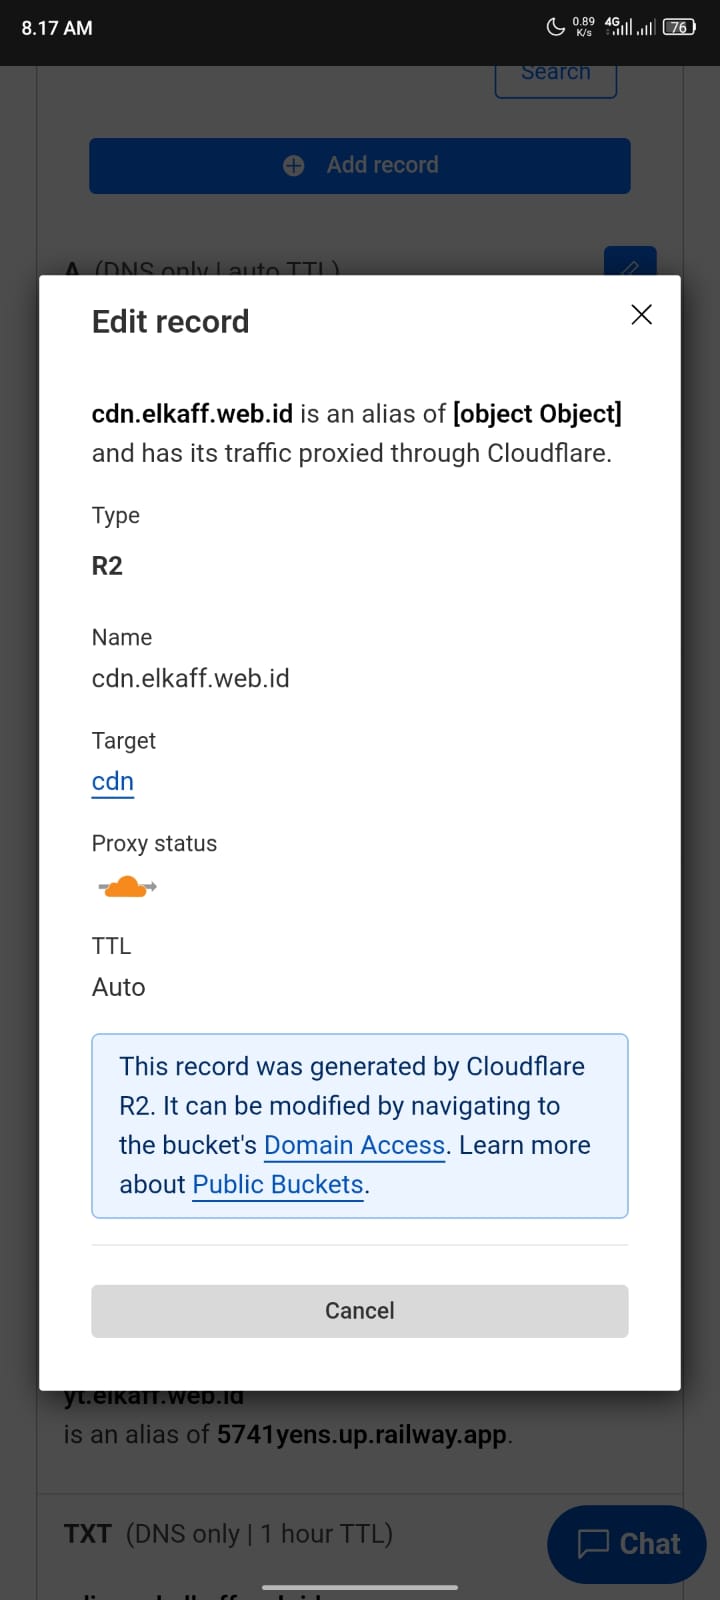 8.17 AM
0.89
K/s
4G
76
Search
Add record
A (DNS only | auto TTL)
Edit record
cdn.elkaff.web.id is an alias of [object Object]
and has its traffic proxied through Cloudflare.
Type
R2
Name
cdn.elkaff.web.id
Target
cdn
Proxy status
TTL
Auto
This record was generated by Cloudflare
R2. It can be modified by navigating to
the bucket's Domain Access. Learn more
about Public Buckets.
Cancel
yt.elkaff.web.id
is an alias of 5741yens.up.railway.app.
TXT (DNS only | 1 hour TTL)
Chat